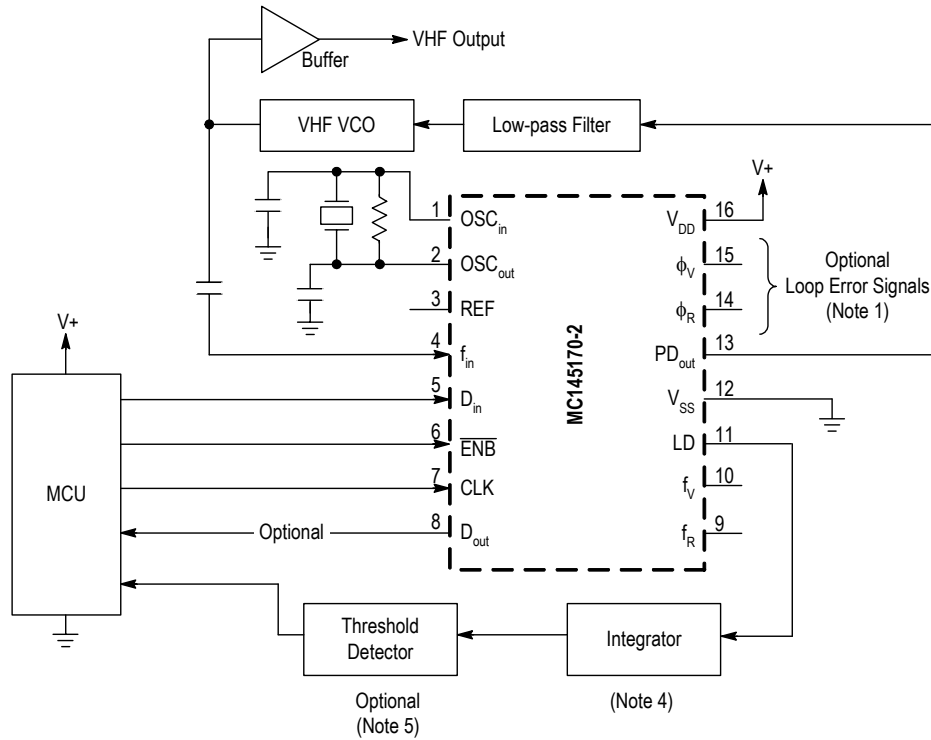 VHF Output
Buffer
VHF VCO
Low-pass Filter
V+
1
OSCin
VDD
16
2
OSCout
ϕV
15
Optional
Loop Error Signals
(Note 1)
3
REF
ϕR
14
V+
4
fin
PDout
13
MC145170-2
5
Din
VSS
12
6
ENB
LD
11
MCU
7
CLK
fV
10
Optional
8
Dout
fR
9
Threshold
Detector
Integrator
Optional
(Note 5)
(Note 4)